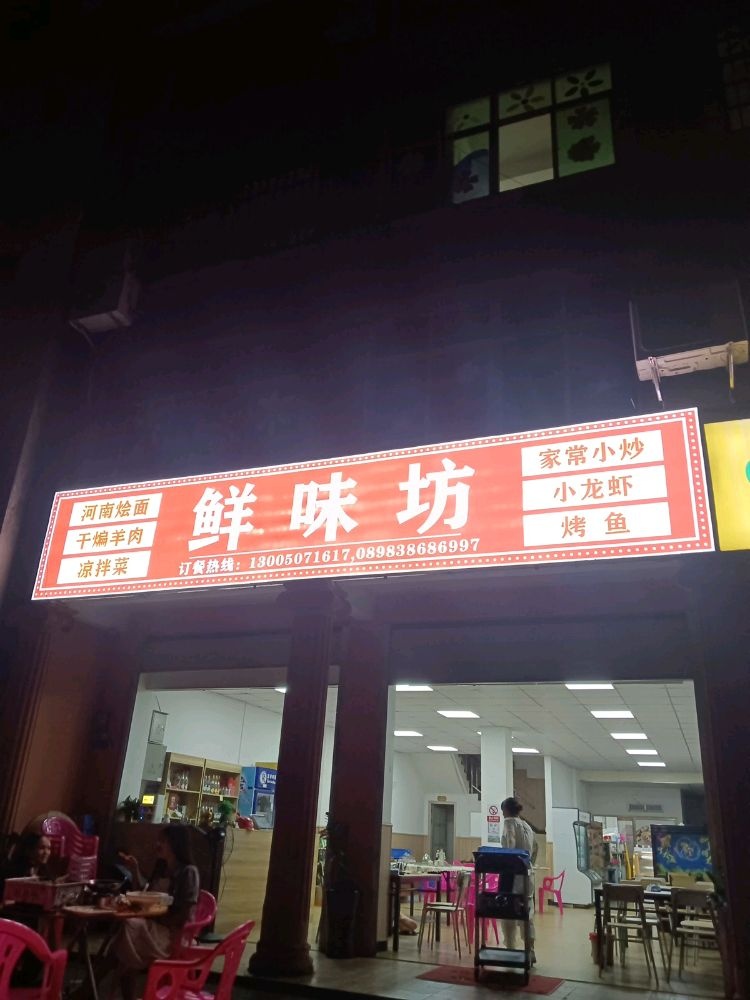 河南烩面
干煸羊肉
凉拌菜
鲜味坊
订餐热线：13005071617,089838686997
家常小炒
小龙虾
烤鱼